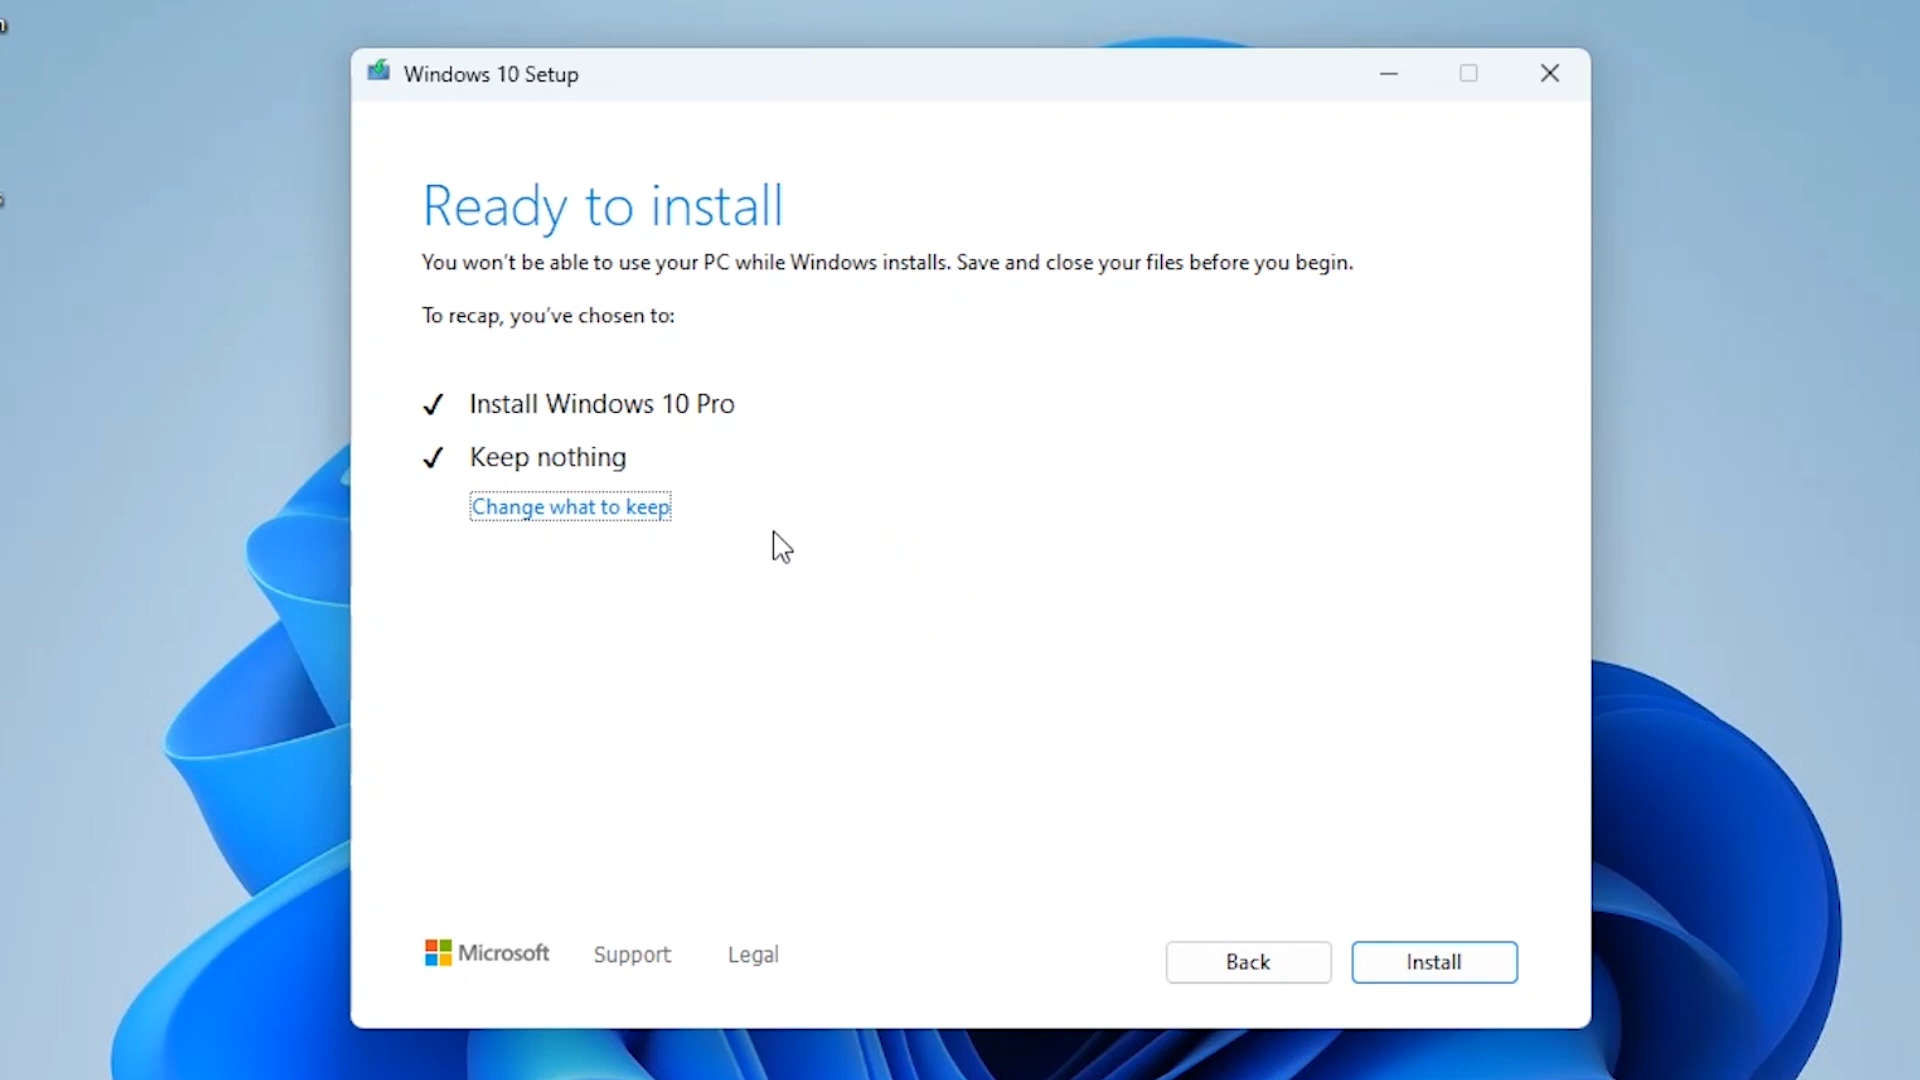 Windows 10 Setup
Ready to install
You won't be able to use your PC while Windows installs. Save and close your files before you begin.
To recap, you've chosen to:
Install Windows 10 Pro
Keep nothing
Change what to keep
Microsoft Support Legal Back Install